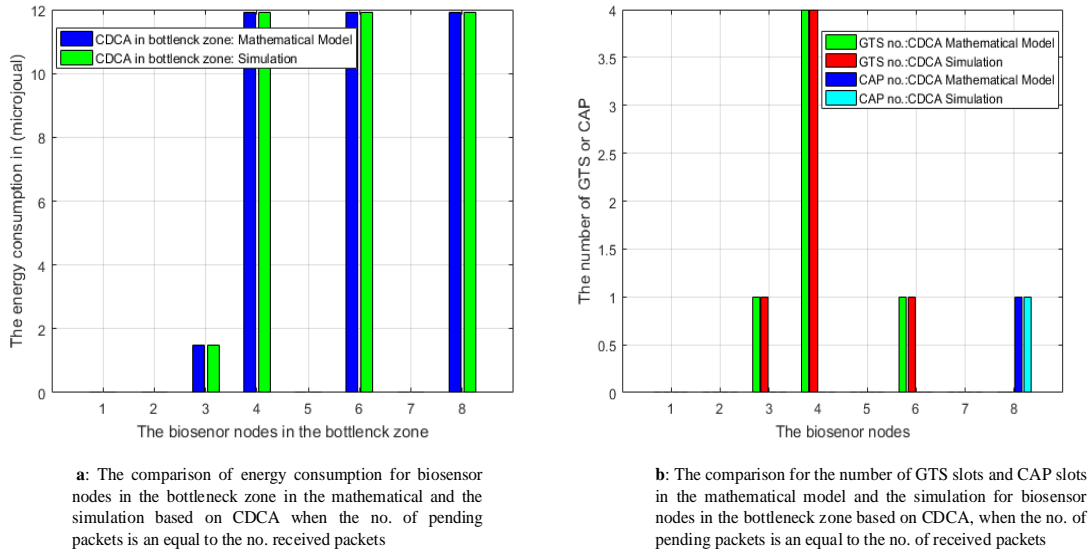 The energy consumption in (microjoual)
12
10
8
6
4
2
0
CDCA in bottlenck zone: Mathematical Model
CDCA in bottlenck zone: Simulation
1 2 3 4 5 6 7 8
The biosenor nodes in the bottlenck zone
a: The comparison of energy consumption for biosensor
nodes in the bottleneck zone in the mathematical and the
simulation based on CDCA when the no. of pending
packets is an equal to the no. received packets
The number of GTS or CAP
4
3.5
3
2.5
2
1.5
1
0.5
0
GTS no.:CDCA Mathematical Model
GTS no.:CDCA Simulation
CAP no.:CDCA Mathematical Model
CAP no.:CDCA Simulation
1 2 3 4 5 6 7 8
The biosenor nodes
b: The comparison for the number of GTS slots and CAP slots
in the mathematical model and the simulation for biosensor
nodes in the bottleneck zone based on CDCA, when the no. of
pending packets is an equal to the no. of received packets